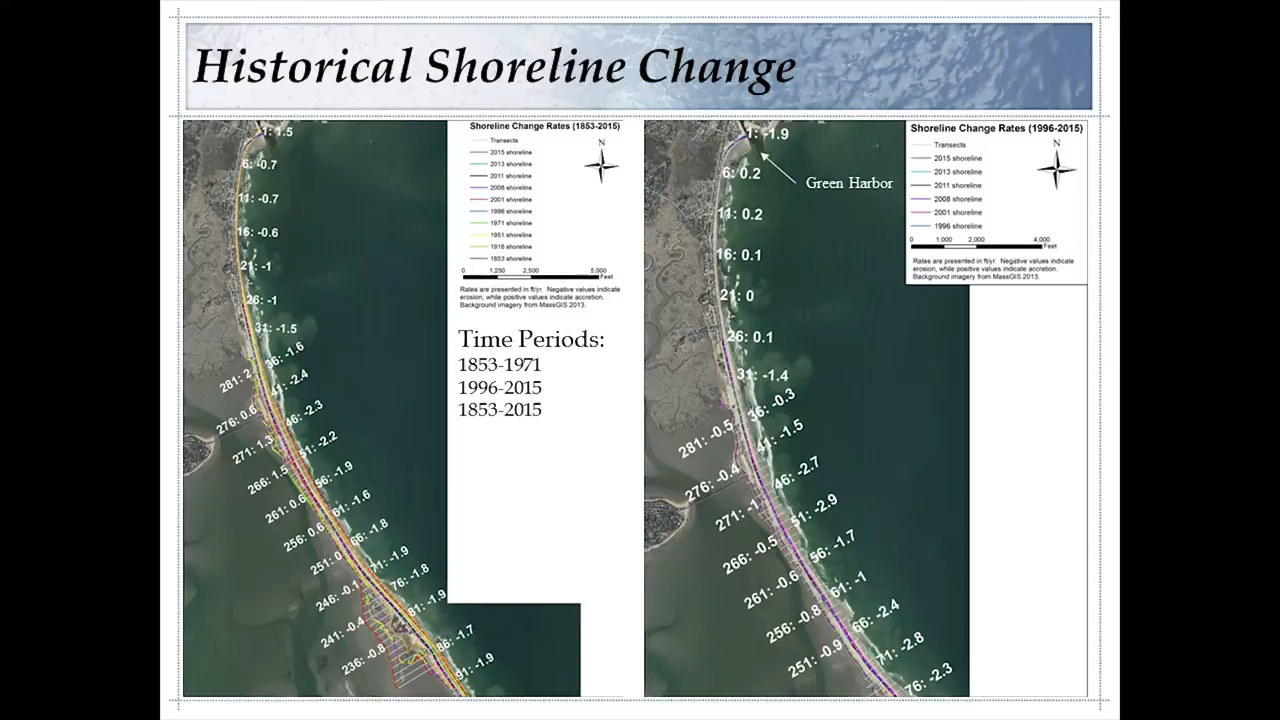 Historical Shoreline Change
Shoreline Change Rates (1853-2015)
Transects
2015 shoreline
2013 shoreline
2011 shoreline
2008 shoreline
2001 shoreline
1996 shoreline
1971 shoreline
1951 shoreline
1916 shoreline
1853 shoreline
N
0 1,250 2,500 5,000
Feet
Rates are presented in ft/yr. Negative values indicate
erosion, while positive values indicate accretion.
Background imagery from MassGIS 2013.
Time Periods:
1853-1971
1996-2015
1853-2015
1: 1.5
6: -0.7
11: -0.7
16: -0.6
21: -1
26: -1
31: -1.5
36: -1.6
41: -2.4
46: -2.3
51: -2.2
56: -1.9
61: -1.6
66: -1.8
71: -1.9
76: -1.8
81: -1.9
86: -1.7
91: -1.9
281: 2
276: 0.6
271: 1.3
266: 1.5
261: 0.6
256: 0.6
251: 0.
246: -0.1
241: -0.4
236: -0.8
Shoreline Change Rates (1996-2015)
Transects
2015 shoreline
2013 shoreline
2011 shoreline
2008 shoreline
2001 shoreline
1996 shoreline
N
0 1,000 2,000 4,000
Feet
Rates are presented in ft/yr. Negative values indicate
erosion, while positive values indicate accretion.
Background imagery from MassGIS 2013.
Green Harbor
1: -1.9
6: 0.2
11: 0.2
16: 0.1
21: 0
26: 0.1
31: -1.4
36: -0.3
41: -1.5
46: -2.7
51: -2.9
56: -1.7
61: -1
66: -2.4
71: -2.8
76: -2.3
281: -0.5
276: -0.4
271: -1
266: -0.5
261: -0.6
256: -0.8
251: -0.9